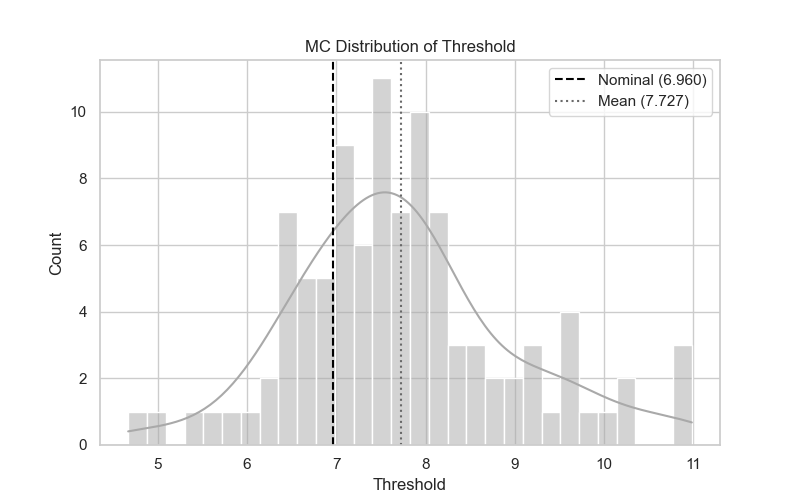 MC Distribution of Threshold
Nominal (6.960)
Mean (7.727)
Count
10
8
6
4
2
0
5 6 7 8 9 10 11
Threshold